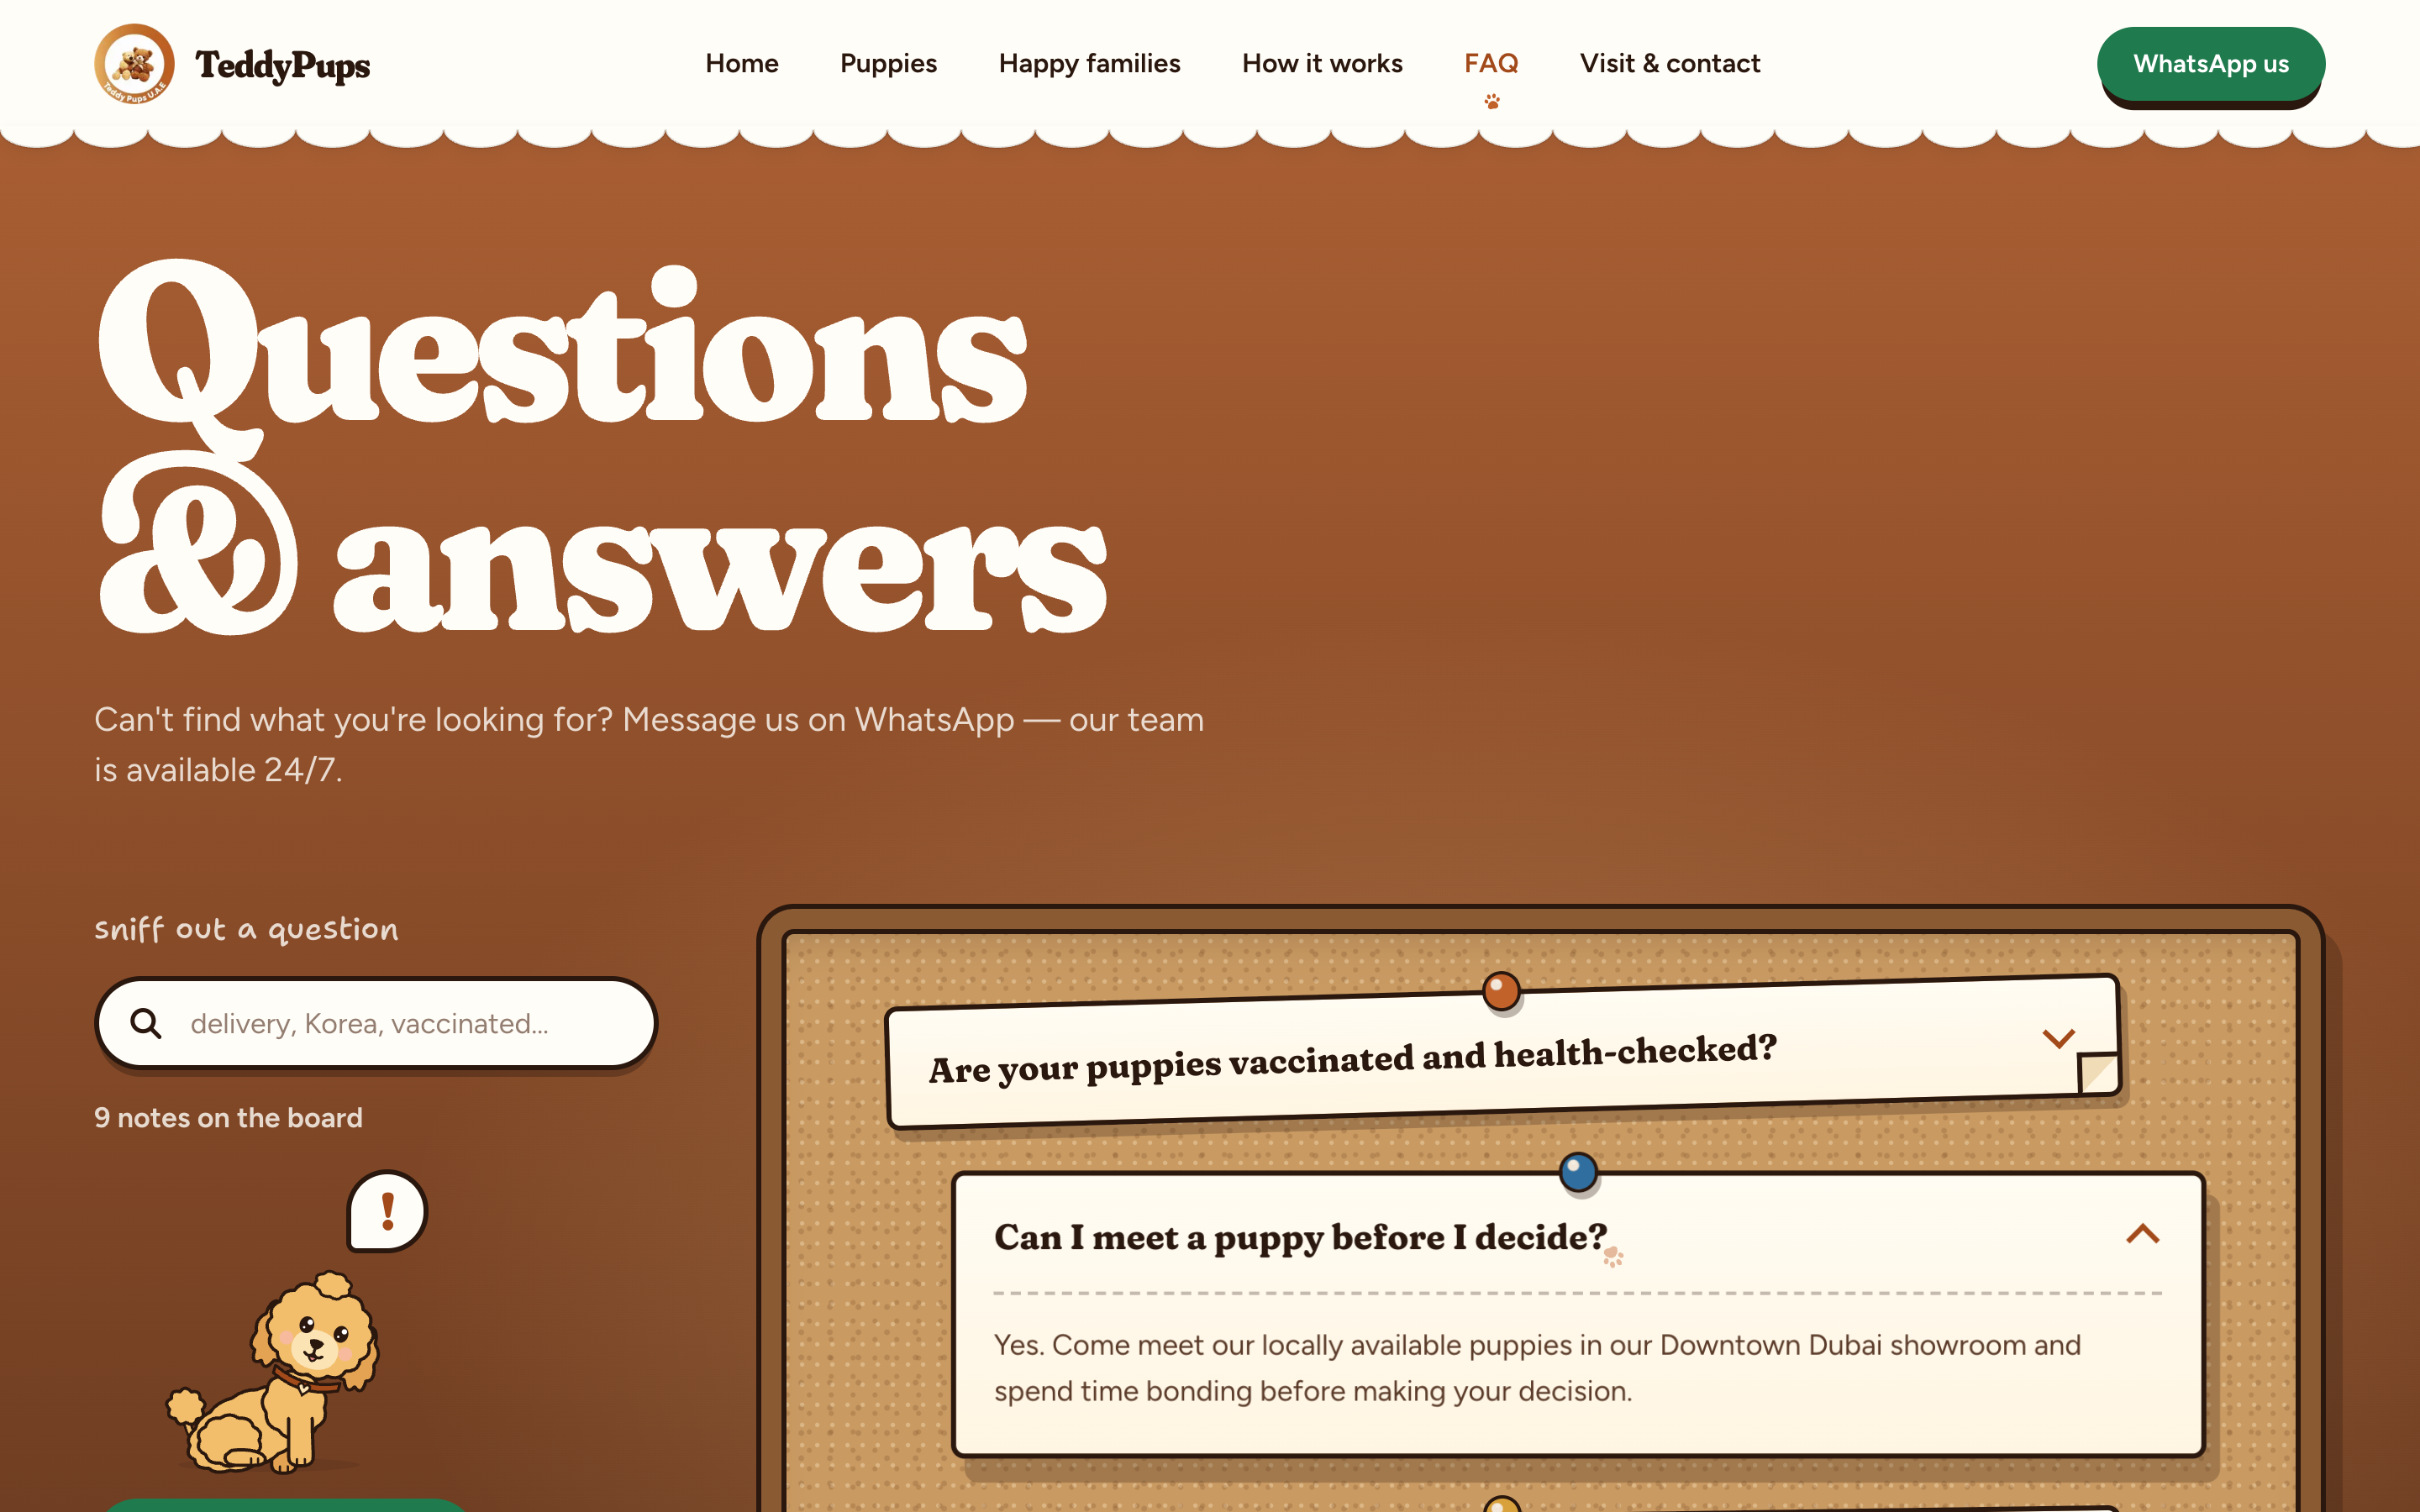 Teddy Pups U.A.E
TeddyPups
Home
Puppies
Happy families
How it works
FAQ
Visit & contact
WhatsApp us
Questions
& answers
Can't find what you're looking for? Message us on WhatsApp — our team
is available 24/7.
sniff out a question
delivery, Korea, vaccinated...
9 notes on the board
!
Are your puppies vaccinated and health-checked?
Can I meet a puppy before I decide?
Yes. Come meet our locally available puppies in our Downtown Dubai showroom and
spend time bonding before making your decision.